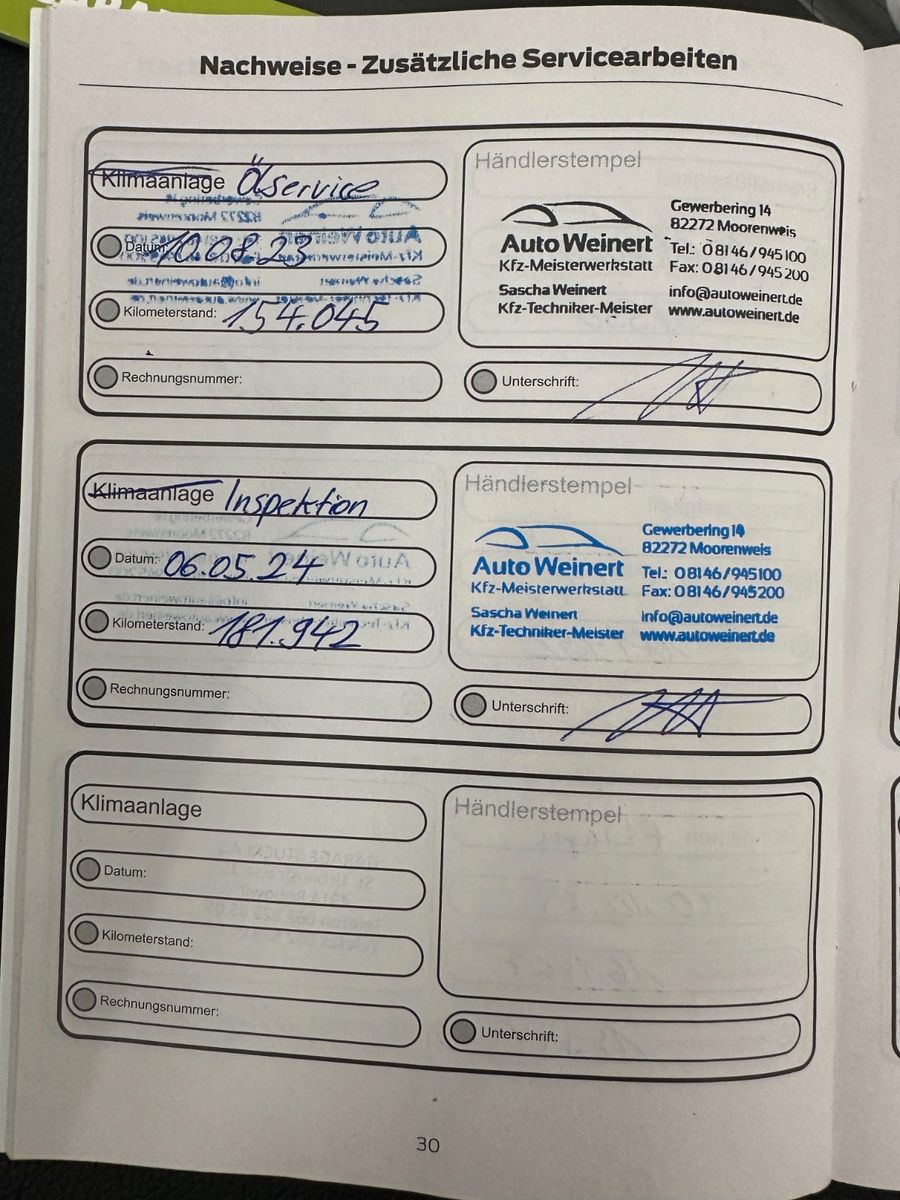 Nachweise - Zusätzliche Servicearbeiten
Klimaanlage Ölservice
Datum: 10.08.23
Kilometerstand: 154.045
Rechnungsnummer:
Händlerstempel
Auto Weinert
Kfz-Meisterwerkstatt
Sascha Weinert
Kfz-Techniker-Meister
Gewerbering 14
82272 Moorenweis
Tel.: 08146/945100
Fax: 08146/945200
info@autoweinert.de
www.autoweinert.de
Unterschrift:
Klimaanlage Inspektion
Datum: 06.05.24
Kilometerstand: 181.942
Rechnungsnummer:
Händlerstempel
Auto Weinert
Kfz-Meisterwerkstatt
Sascha Weinert
Kfz-Techniker-Meister
Gewerbering 14
82272 Moorenweis
Tel.: 08146/945100
Fax: 08146/945200
info@autoweinert.de
www.autoweinert.de
Unterschrift:
Klimaanlage
Datum:
Kilometerstand:
Rechnungsnummer:
Händlerstempel
Unterschrift:
30